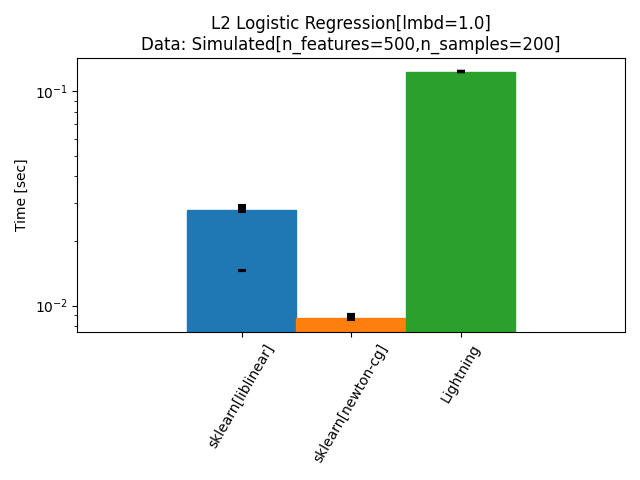 L2 Logistic Regression[lmbd=1.0]
Data: Simulated[n_features=500,n_samples=200]
Time [sec]
10⁻¹
10⁻²
sklearn[liblinear]
sklearn[newton-cg]
Lightning